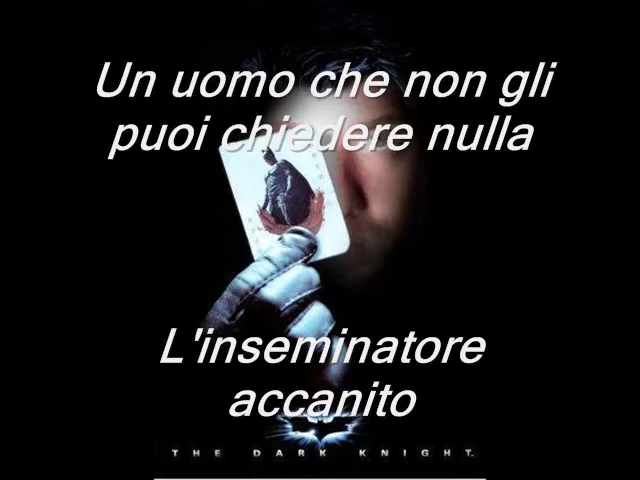 Un uomo che non gli
puoi chiedere nulla
L'inseminatore
accanito
THE DARK KNIGHT.